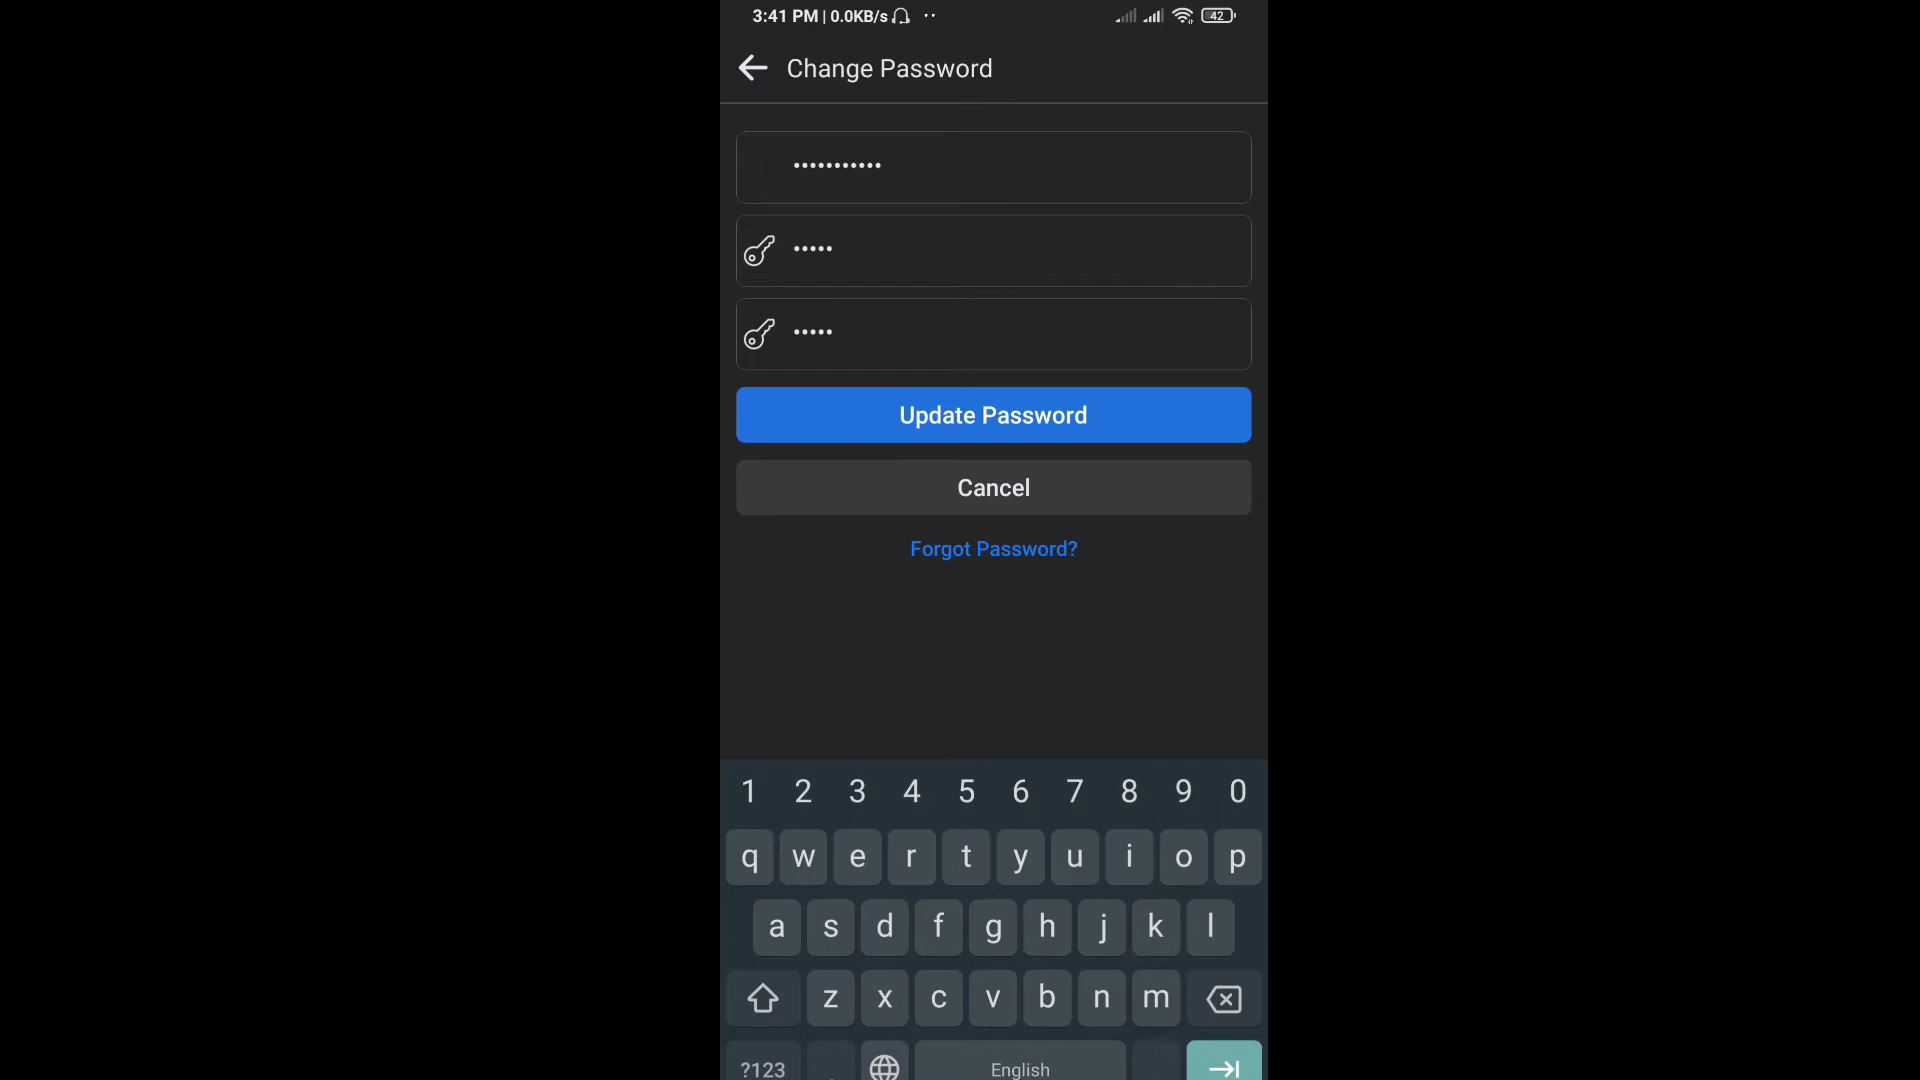 3:41 PM | 0.0KB/s 42
Change Password
•••••••••••
•••••
•••••
Update Password
Cancel
Forgot Password?
1 2 3 4 5 6 7 8 9 0
q w e r t y u i o p
a s d f g h j k l
z x c v b n m
?123 English